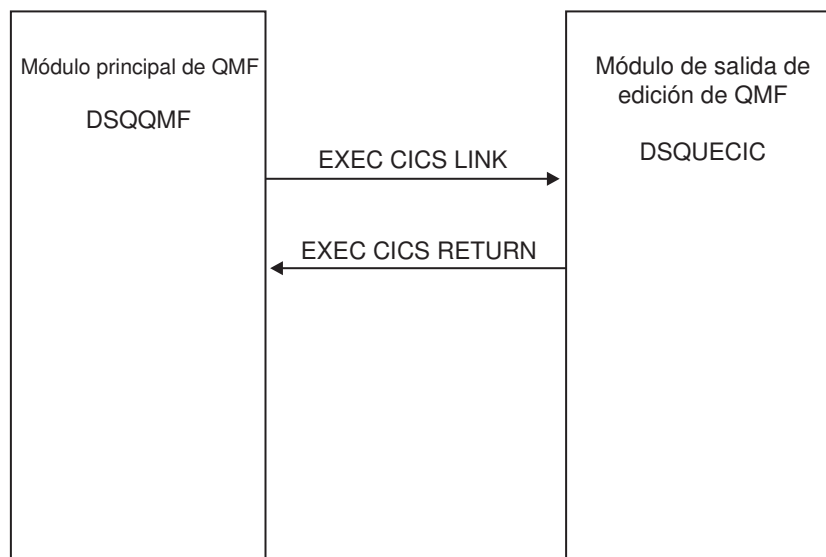 Módulo principal de QMF
DSQQMF
Módulo de salida de
edición de QMF
DSQUECIC
EXEC CICS LINK
EXEC CICS RETURN